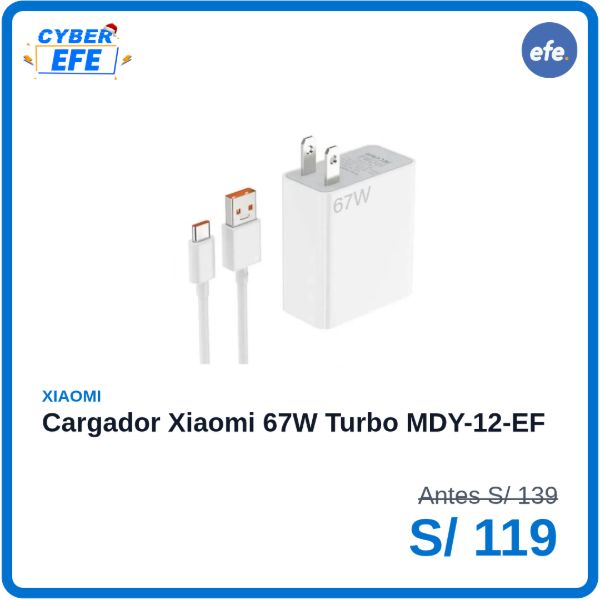 CYBER
EFE
efe.
67W
XIAOMI
Cargador Xiaomi 67W Turbo MDY-12-EF
Antes S/ 139
S/ 119